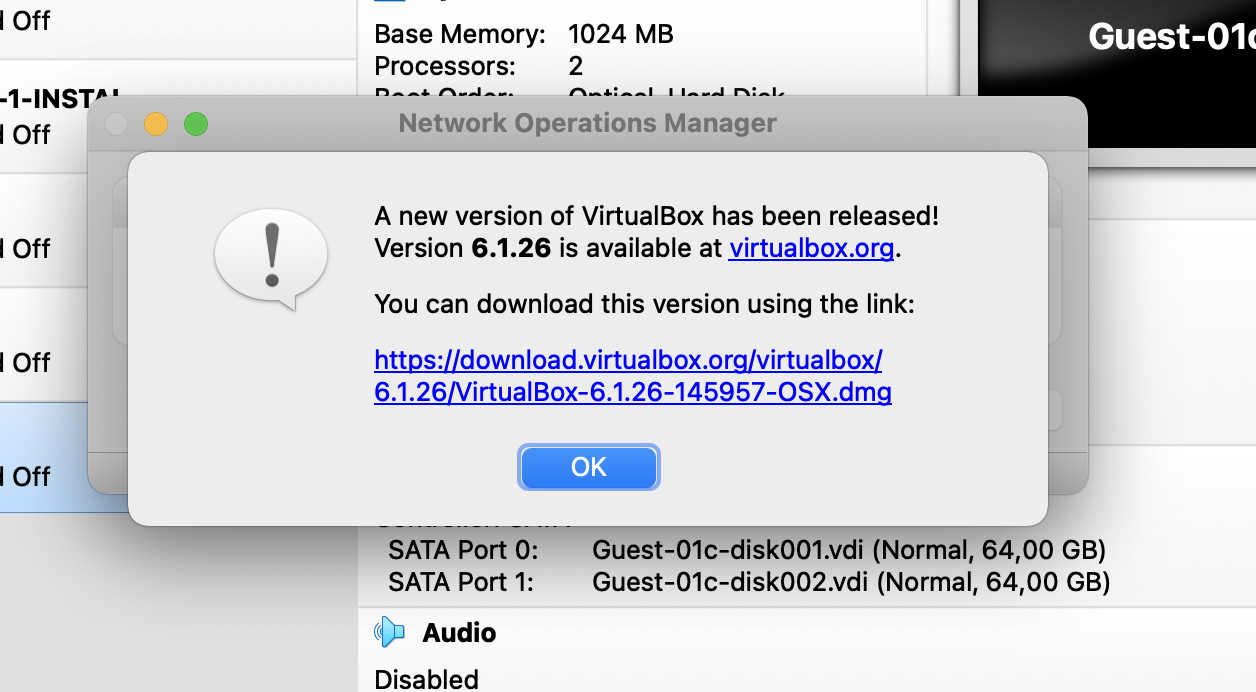 Off
Base Memory: 1024 MB
Processors: 2
Boot Order: Optical, Hard Disk
Guest-01c
-1-INSTAL
Off
Network Operations Manager
A new version of VirtualBox has been released!
Version 6.1.26 is available at virtualbox.org.
You can download this version using the link:
https://download.virtualbox.org/virtualbox/
6.1.26/VirtualBox-6.1.26-145957-OSX.dmg
OK
Off
Off
Off
SATA Port 0: Guest-01c-disk001.vdi (Normal, 64,00 GB)
SATA Port 1: Guest-01c-disk002.vdi (Normal, 64,00 GB)
Audio
Disabled